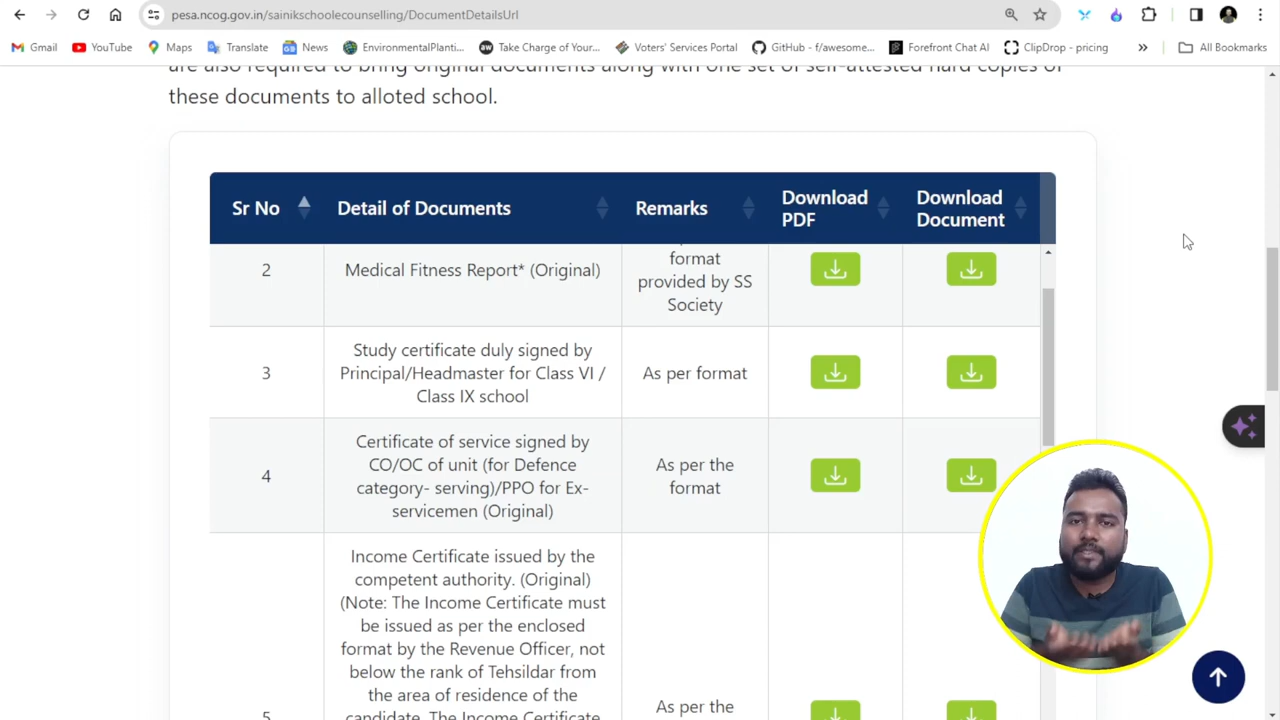 pesa.ncog.gov.in/sainikschoolecounselling/DocumentDetailsUrl
Gmail
YouTube
Maps
Translate
News
EnvironmentalPlanti...
Take Charge of Your...
Voters' Services Portal
GitHub - f/awesome...
Forefront Chat AI
ClipDrop - pricing
All Bookmarks
are also required to bring original documents along with one set of self-attested hard copies of
these documents to alloted school.
Sr No
Detail of Documents
Remarks
Download
PDF
Download
Document
2
Medical Fitness Report* (Original)
format
provided by SS
Society
3
Study certificate duly signed by
Principal/Headmaster for Class VI /
Class IX school
As per format
4
Certificate of service signed by
CO/OC of unit (for Defence
category- serving)/PPO for Ex-
servicemen (Original)
As per the
format
5
Income Certificate issued by the
competent authority. (Original)
(Note: The Income Certificate must
be issued as per the enclosed
format by the Revenue Officer, not
below the rank of Tehsildar from
the area of residence of the
candidate. The Income Certificate
As per the